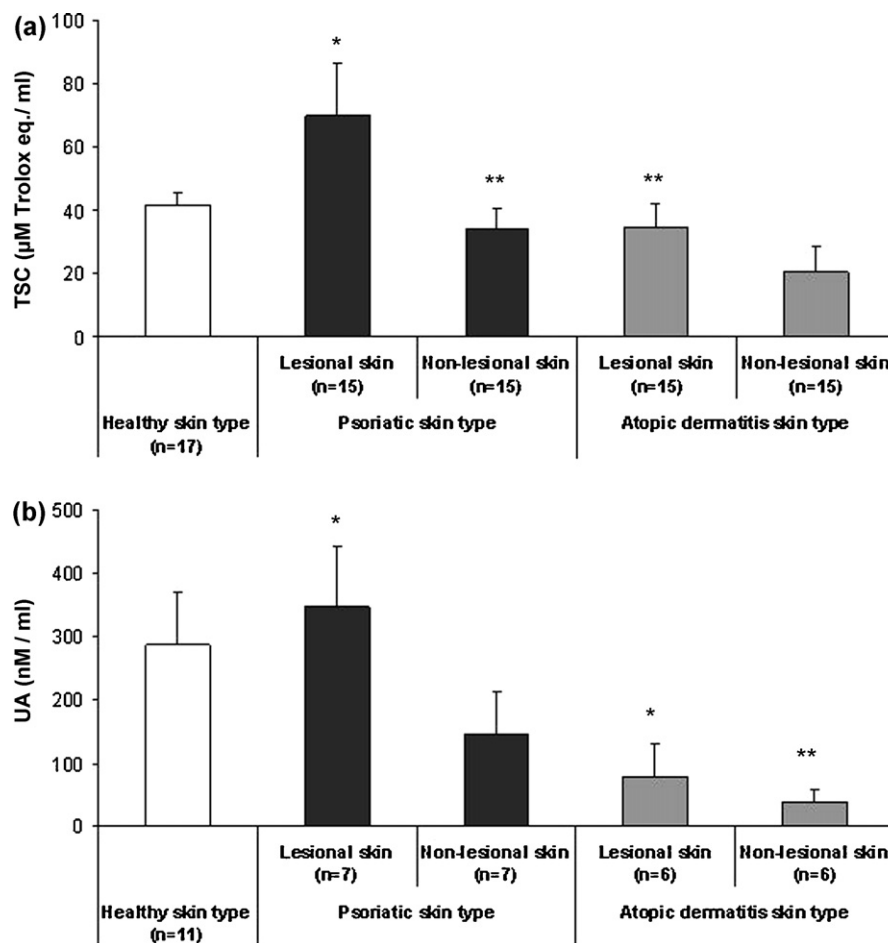 (a)
TSC (µM Trolox eq./ ml)
100
80
60
40
20
0
*
**
**
Lesional skin Non-lesional skin Lesional skin Non-lesional skin
(n=15) (n=15) (n=15) (n=15)
Healthy skin type Psoriatic skin type Atopic dermatitis skin type
(n=17)
(b)
UA (nM / ml)
500
400
300
200
100
0
*
*
**
Lesional skin Non-lesional skin Lesional skin Non-lesional skin
(n=7) (n=7) (n=6) (n=6)
Healthy skin type Psoriatic skin type Atopic dermatitis skin type
(n=11)